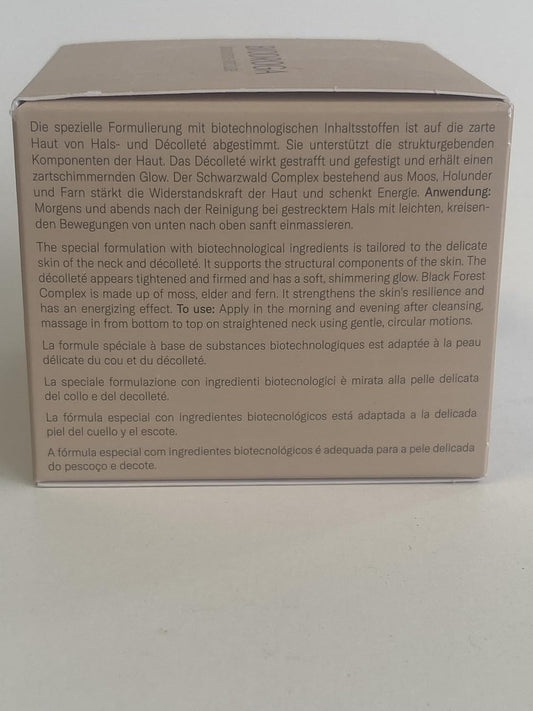 BIODROGA
Die spezielle Formulierung mit biotechnologischen Inhaltsstoffen ist auf die zarte
Haut von Hals- und Décolleté abgestimmt. Sie unterstützt die strukturgebenden
Komponenten der Haut. Das Décolleté wirkt gestrafft und gefestigt und erhält einen
zartschimmernden Glow. Der Schwarzwald Complex bestehend aus Moos, Holunder
und Farn stärkt die Widerstandskraft der Haut und schenkt Energie. Anwendung:
Morgens und abends nach der Reinigung bei gestrecktem Hals mit leichten, kreisen-
den Bewegungen von unten nach oben sanft einmassieren.
The special formulation with biotechnological ingredients is tailored to the delicate
skin of the neck and décolleté. It supports the structural components of the skin. The
décolleté appears tightened and firmed and has a soft, shimmering glow. Black Forest
Complex is made up of moss, elder and fern. It strengthens the skin's resilience and
has an energizing effect. To use: Apply in the morning and evening after cleansing,
massage in from bottom to top on straightened neck using gentle, circular motions.
La formule spéciale à base de substances biotechnologiques est adaptée à la peau
délicate du cou et du décolleté.
La speciale formulazione con ingredienti biotecnologici è mirata alla pelle delicata
del collo e del decolleté.
La fórmula especial con ingredientes biotecnológicos está adaptada a la delicada
piel del cuello y el escote.
A fórmula especial com ingredientes biotecnológicos é adequada para a pele delicada
do pescoço e decote.